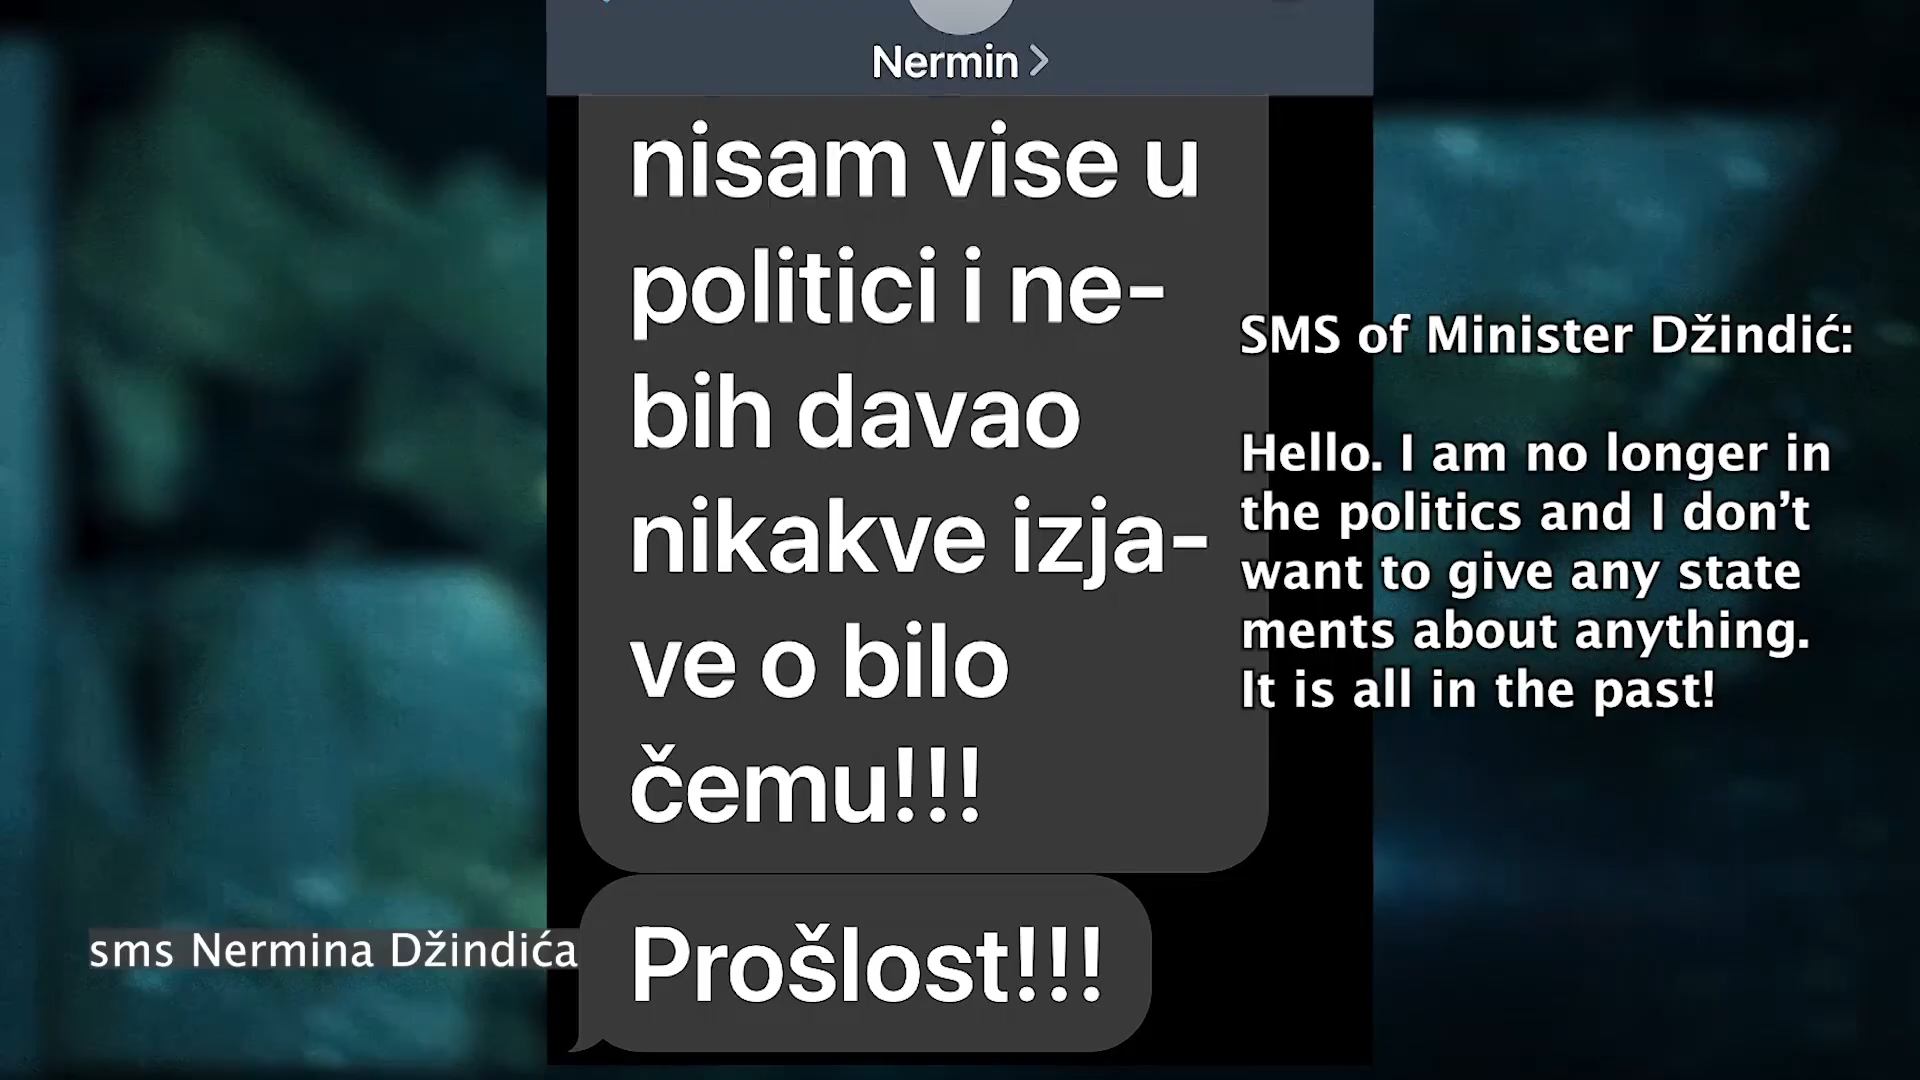 Nermin
nisam vise u
politici i ne-
bih davao
nikakve izja-
ve o bilo
čemu!!!
Prošlost!!!
SMS of Minister Džindić:
Hello. I am no longer in
the politics and I don’t
want to give any state
ments about anything.
It is all in the past!
sms Nermina Džindića